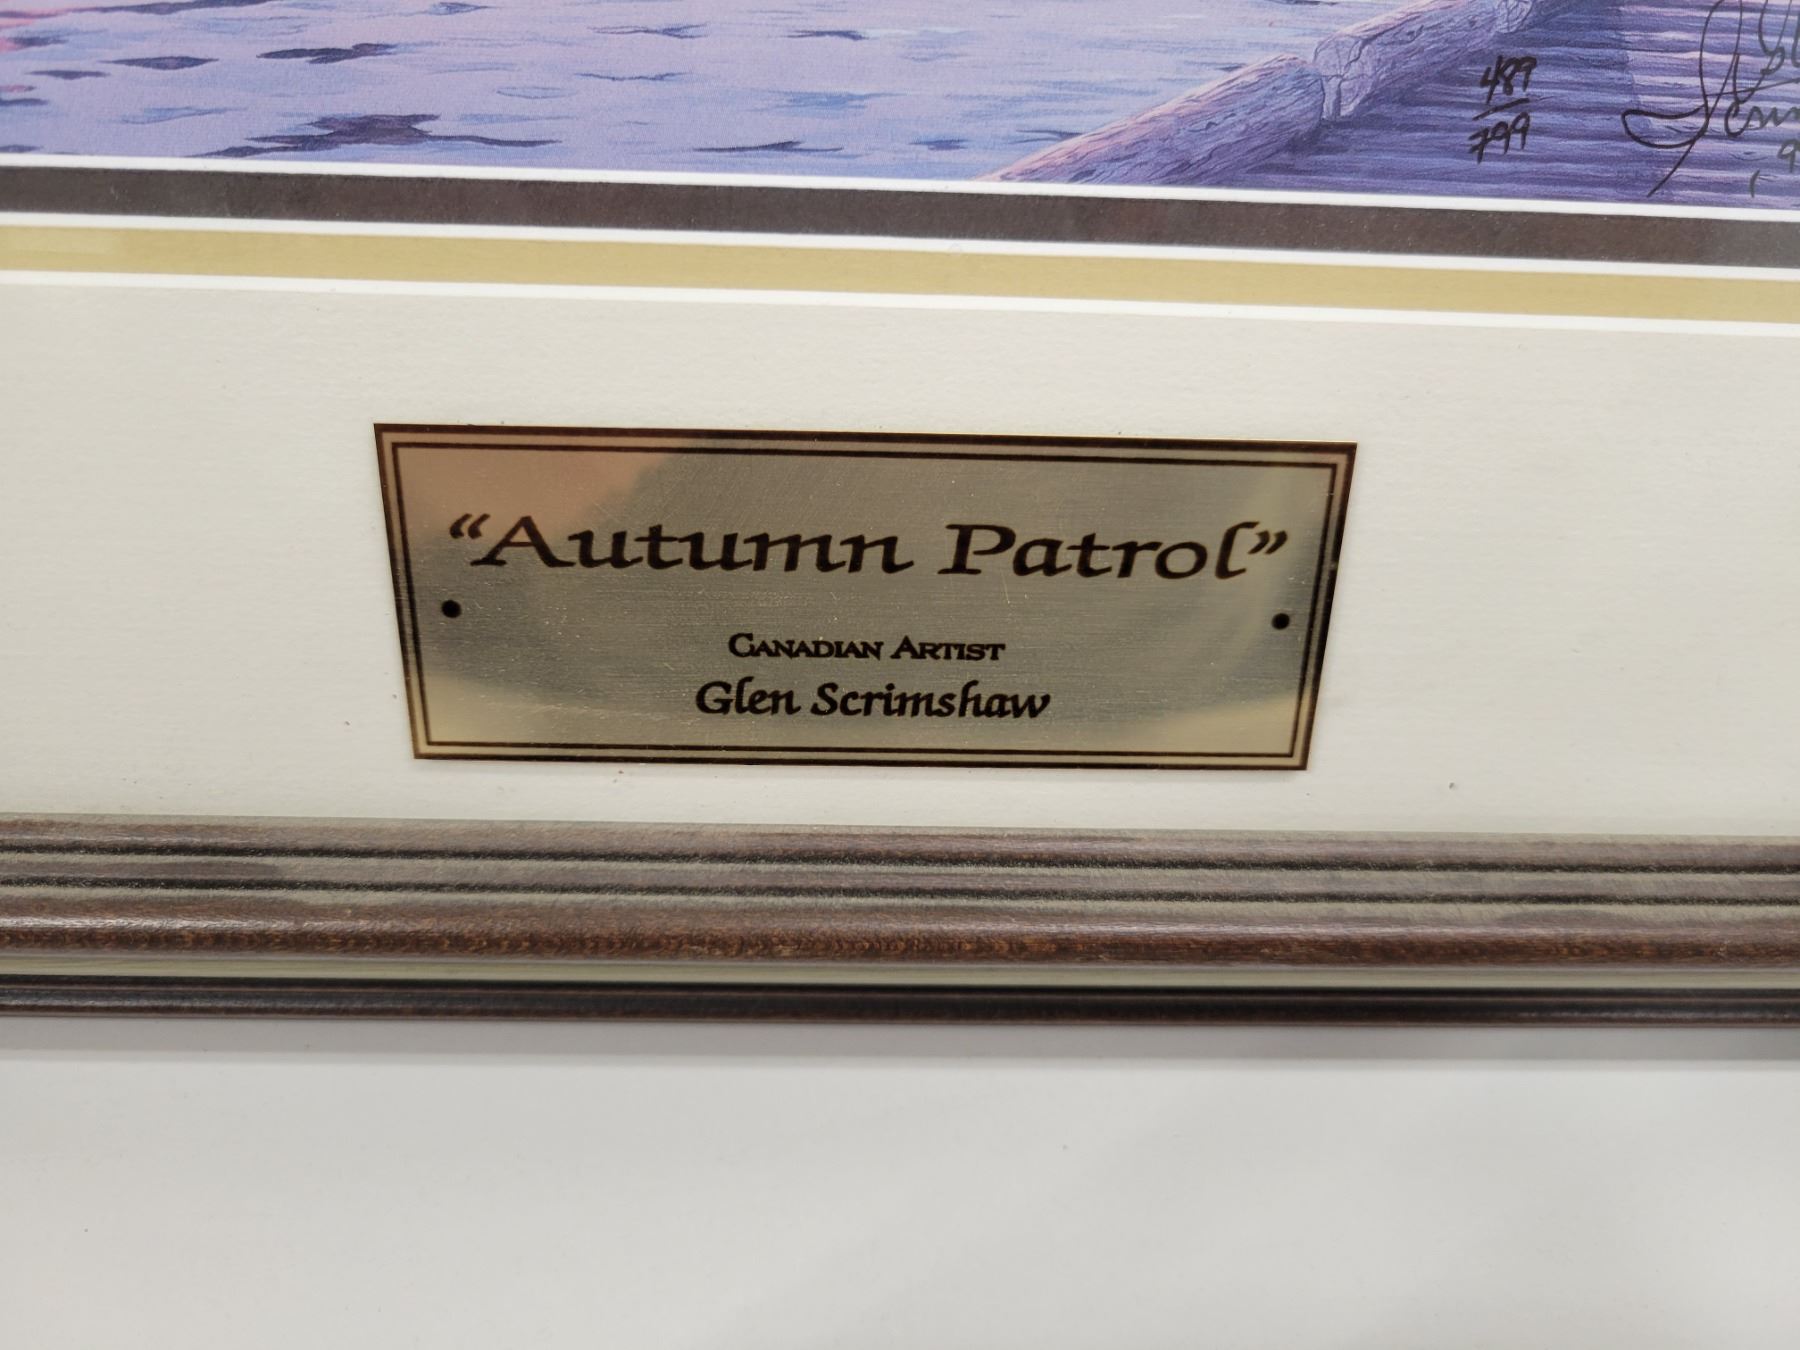 489
799
“Autumn Patrol”
CANADIAN ARTIST
Glen Scrimshaw